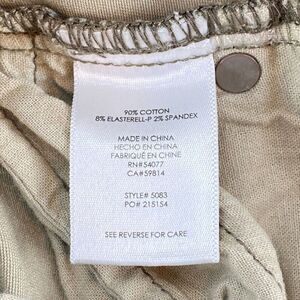 90% COTTON
8% ELASTERELL-P 2% SPANDEX
MADE IN CHINA
HECHO EN CHINA
FABRIQUÉ EN CHINE
RN#54077
CA#59814
STYLE# 5083
PO# 215154
SEE REVERSE FOR CARE